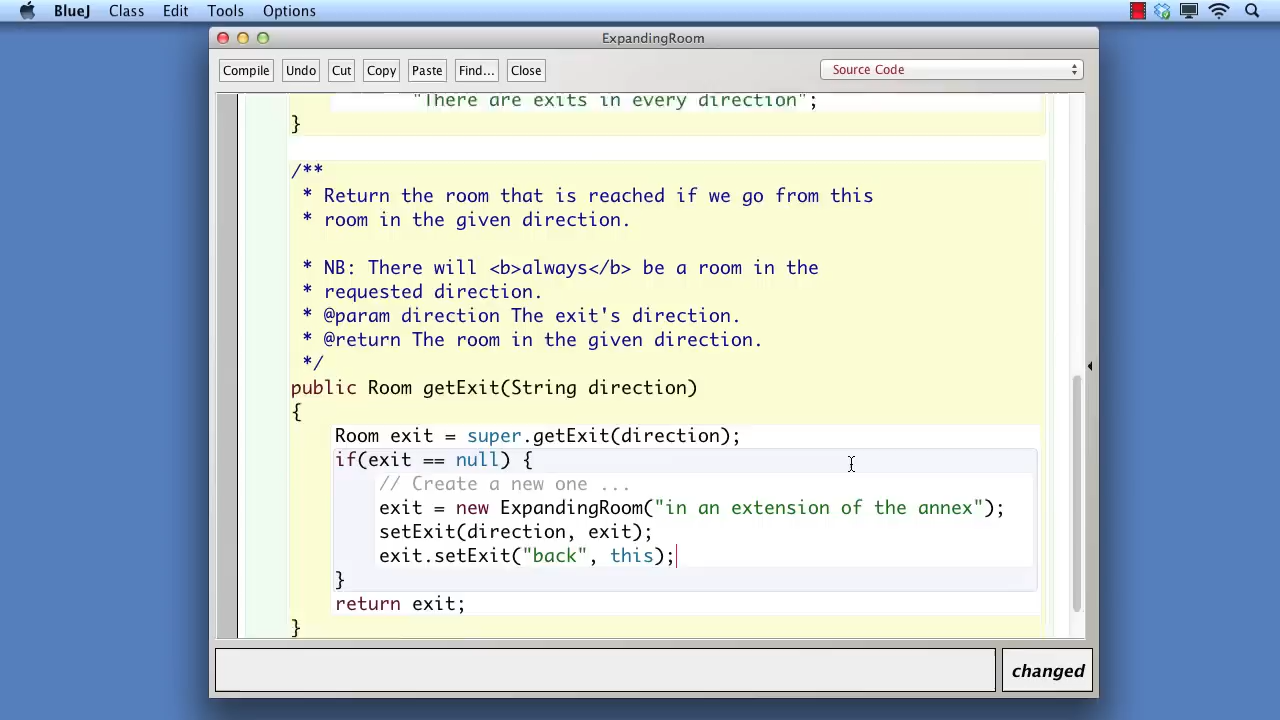 BlueJ Class Edit Tools Options
ExpandingRoom
Compile Undo Cut Copy Paste Find... Close Source Code
"There are exits in every direction";
}
/**
* Return the room that is reached if we go from this
* room in the given direction.
* NB: There will <b>always</b> be a room in the
* requested direction.
* @param direction The exit's direction.
* @return The room in the given direction.
*/
public Room getExit(String direction)
{
Room exit = super.getExit(direction);
if(exit == null) {
// Create a new one ...
exit = new ExpandingRoom("in an extension of the annex");
setExit(direction, exit);
exit.setExit("back", this);
}
return exit;
}
changed